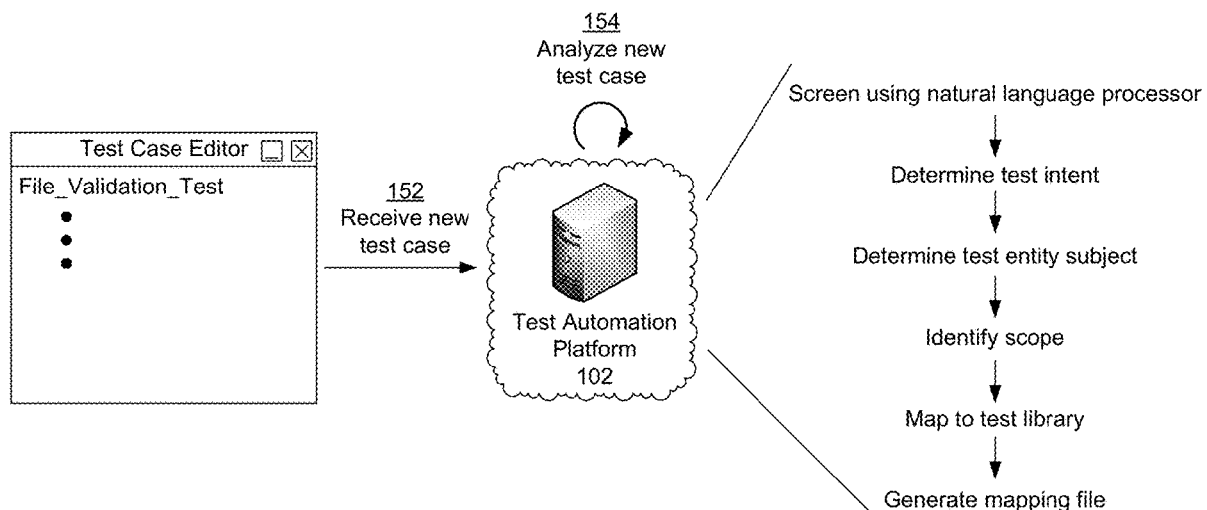 Test Case Editor
File_Validation_Test
152
Receive new
test case
154
Analyze new
test case
Test Automation
Platform
102
Screen using natural language processor
Determine test intent
Determine test entity subject
Identify scope
Map to test library
Generate mapping file